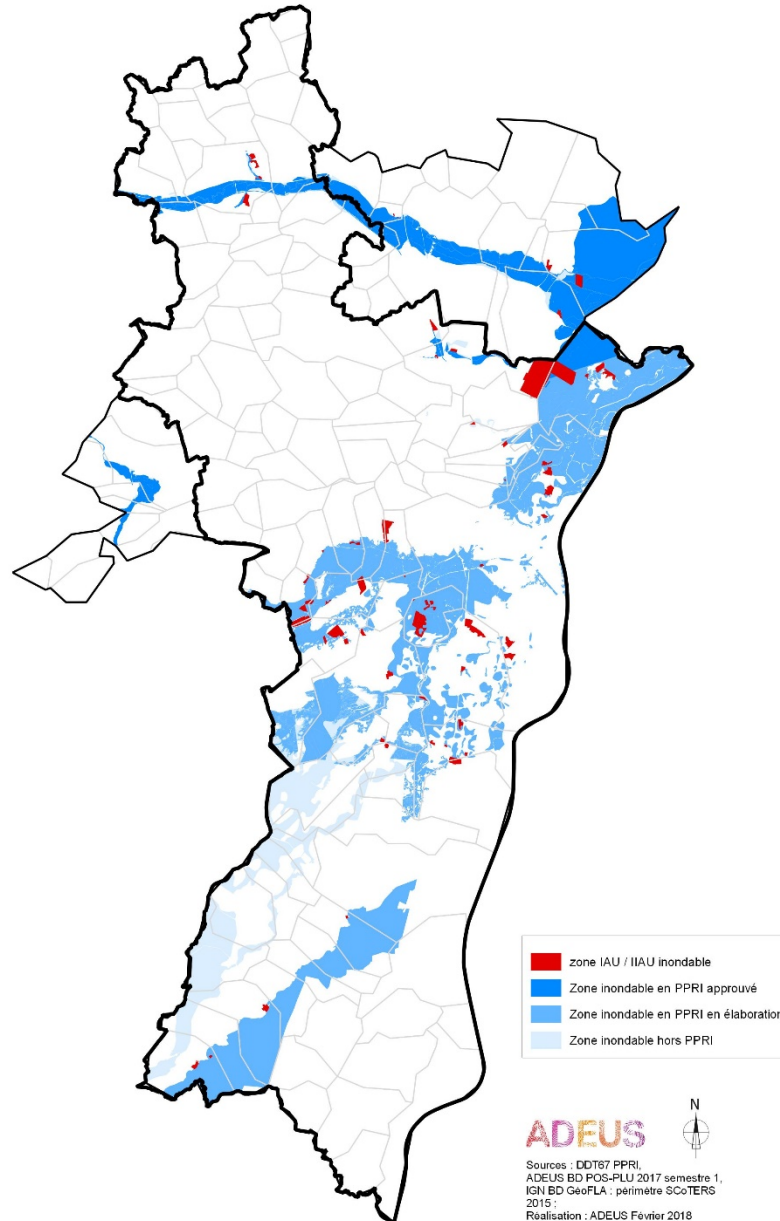 zone IAU / IIAU inondable
Zone inondable en PPRI approuvé
Zone inondable en PPRI en élaboration
Zone inondable hors PPRI
N
ADEUS
Sources : DDT67 PPRI,
ADEUS BD POS-PLU 2017 semestre 1,
IGN BD GéoFLA : périmètre SCoTERS
2015 ;
Réalisation : ADEUS Février 2018